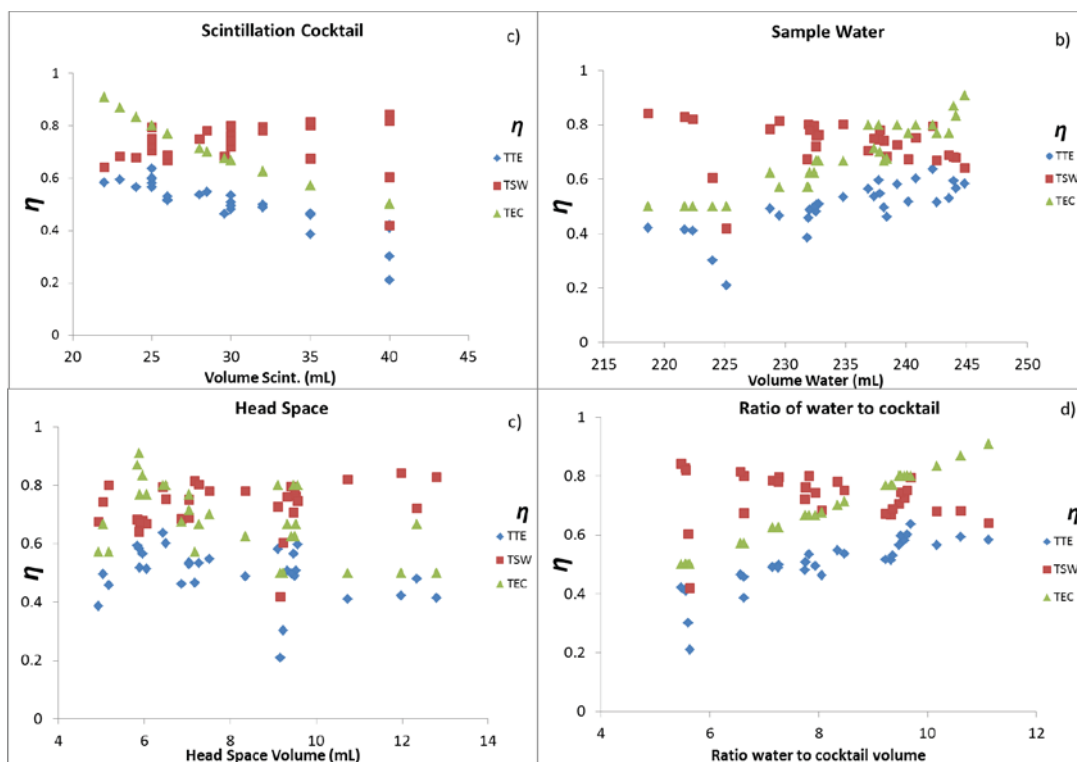 Scintillation Cocktail
c)
1
0.8
0.6
0.4
0.2
0
η
η
TTE
TSW
TEC
20 25 30 35 40 45
Volume Scint. (mL)
Sample Water
b)
1
0.8
0.6
0.4
0.2
0
η
η
TTE
TSW
TEC
215 220 225 230 235 240 245 250
Volume Water (mL)
Head Space
c)
1
0.8
0.6
0.4
0.2
0
η
η
TTE
TSW
TEC
4 6 8 10 12 14
Head Space Volume (mL)
Ratio of water to cocktail
d)
1
0.8
0.6
0.4
0.2
0
η
η
TTE
TSW
TEC
4 6 8 10 12
Ratio water to cocktail volume